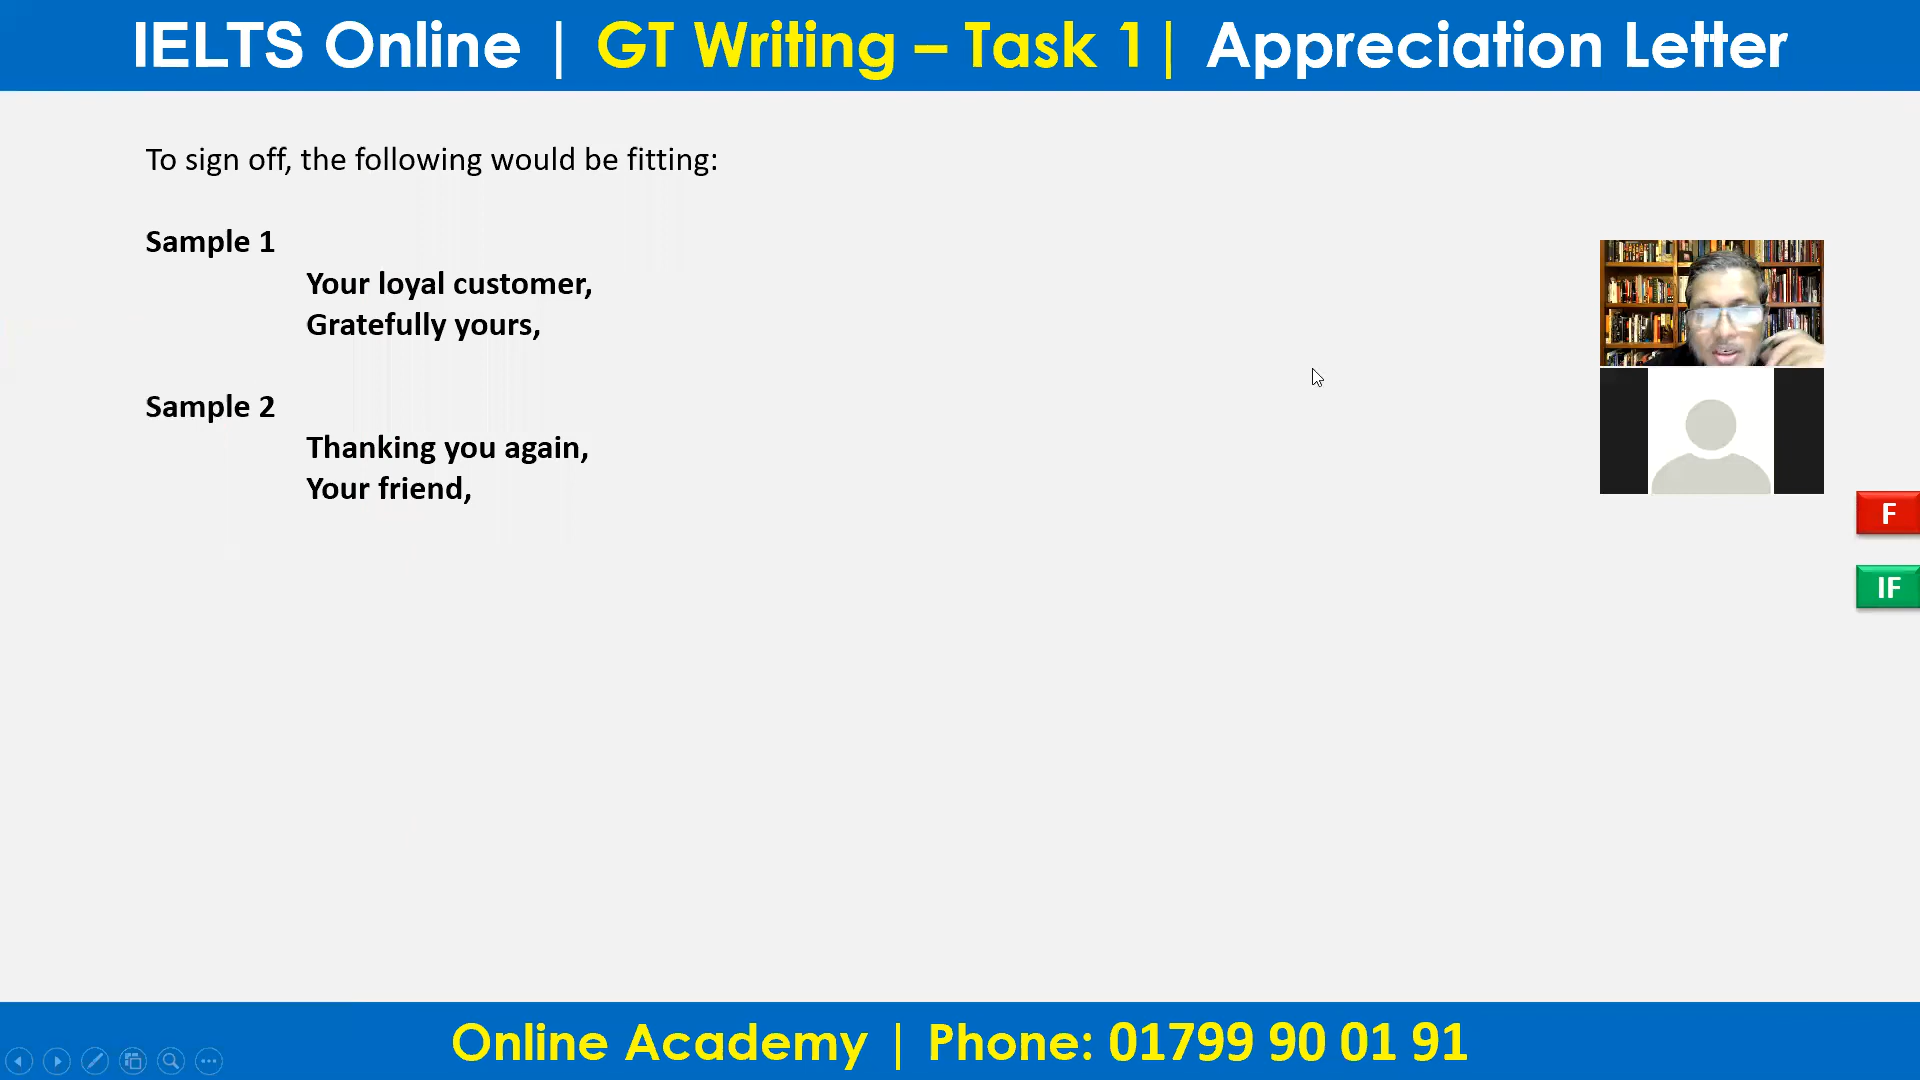 IELTS Online | GT Writing – Task 1| Appreciation Letter
To sign off, the following would be fitting:
Sample 1
Your loyal customer,
Gratefully yours,
Sample 2
Thanking you again,
Your friend,
F
IF
Online Academy | Phone: 01799 90 01 91